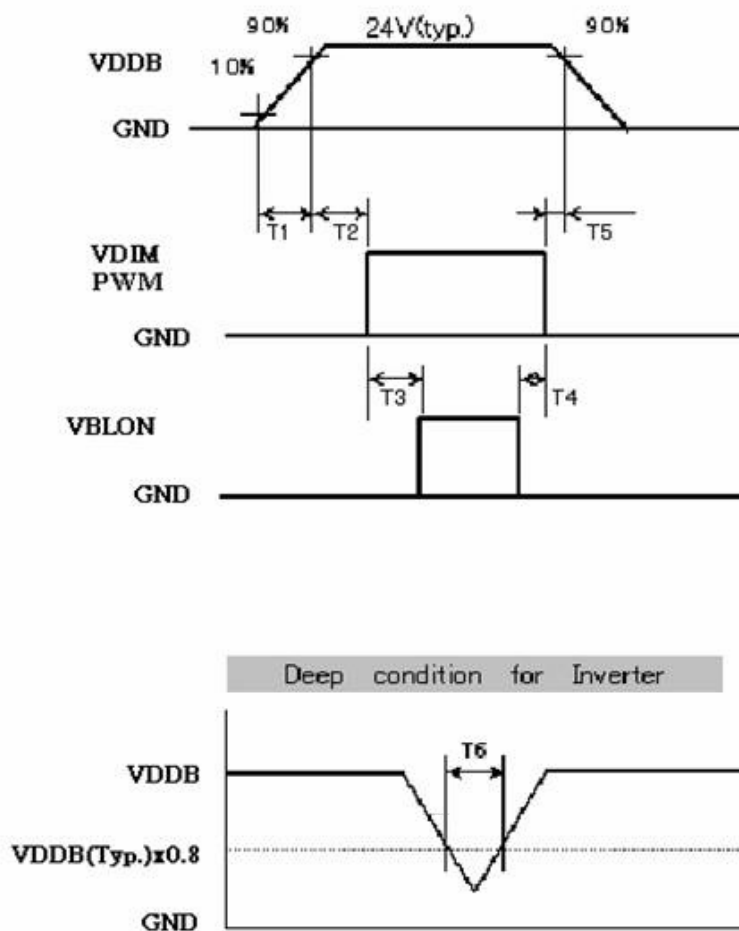 90% 24V(typ.) 90%
VDDB
10%
GND
T1 T2 T5
VDIM
PWM
GND
T3 T4
VBLON
GND
Deep condition for Inverter
T6
VDDB
VDDB(Typ.)x0.8
GND